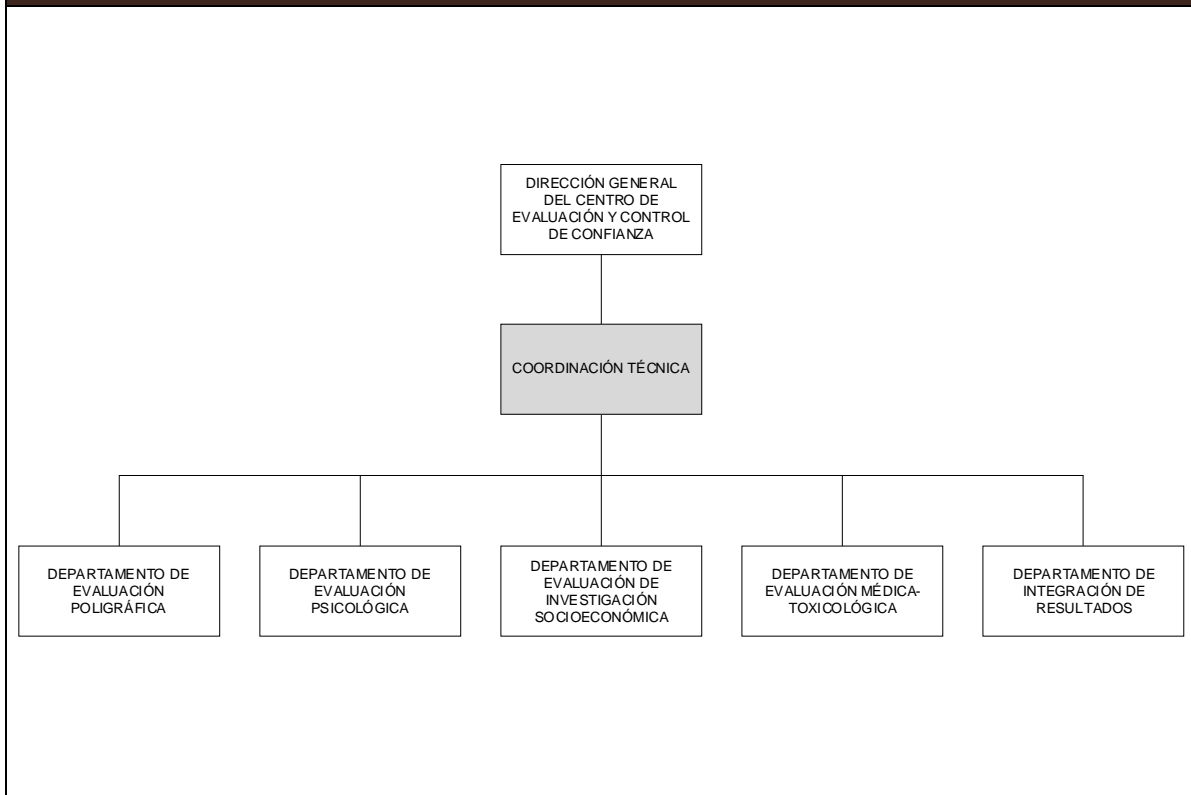 DIRECCIÓN GENERAL
DEL CENTRO DE
EVALUACIÓN Y CONTROL
DE CONFIANZA
COORDINACIÓN TÉCNICA
DEPARTAMENTO DE
EVALUACIÓN
POLIGRÁFICA
DEPARTAMENTO DE
EVALUACIÓN
PSICOLÓGICA
DEPARTAMENTO DE
EVALUACIÓN DE
INVESTIGACIÓN
SOCIOECONÓMICA
DEPARTAMENTO DE
EVALUACIÓN MÉDICA-
TOXICOLÓGICA
DEPARTAMENTO DE
INTEGRACIÓN DE
RESULTADOS